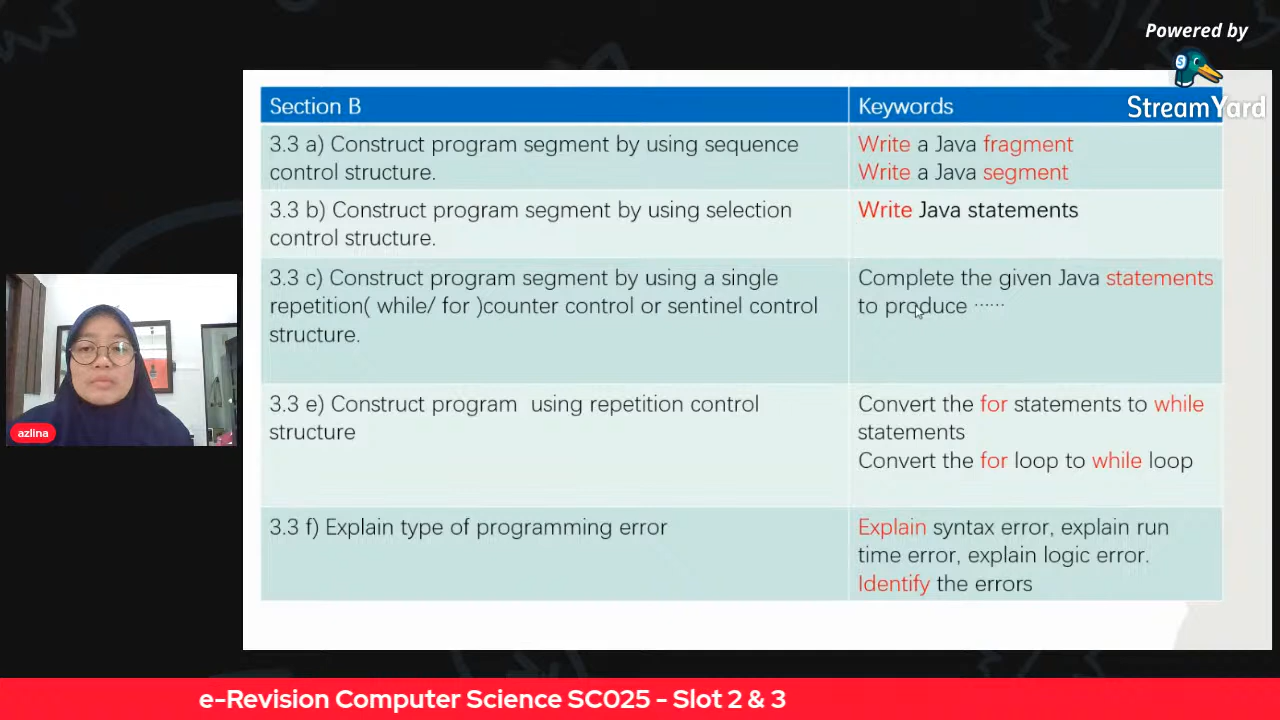 Powered by
StreamYard
Section B
Keywords
3.3 a) Construct program segment by using sequence
control structure.
Write a Java fragment
Write a Java segment
3.3 b) Construct program segment by using selection
control structure.
Write Java statements
3.3 c) Construct program segment by using a single
repetition( while/ for )counter control or sentinel control
structure.
Complete the given Java statements
to produce ......
3.3 e) Construct program  using repetition control
structure
Convert the for statements to while
statements
Convert the for loop to while loop
3.3 f) Explain type of programming error
Explain syntax error, explain run
time error, explain logic error.
Identify the errors
azlina
e-Revision Computer Science SC025 - Slot 2 & 3